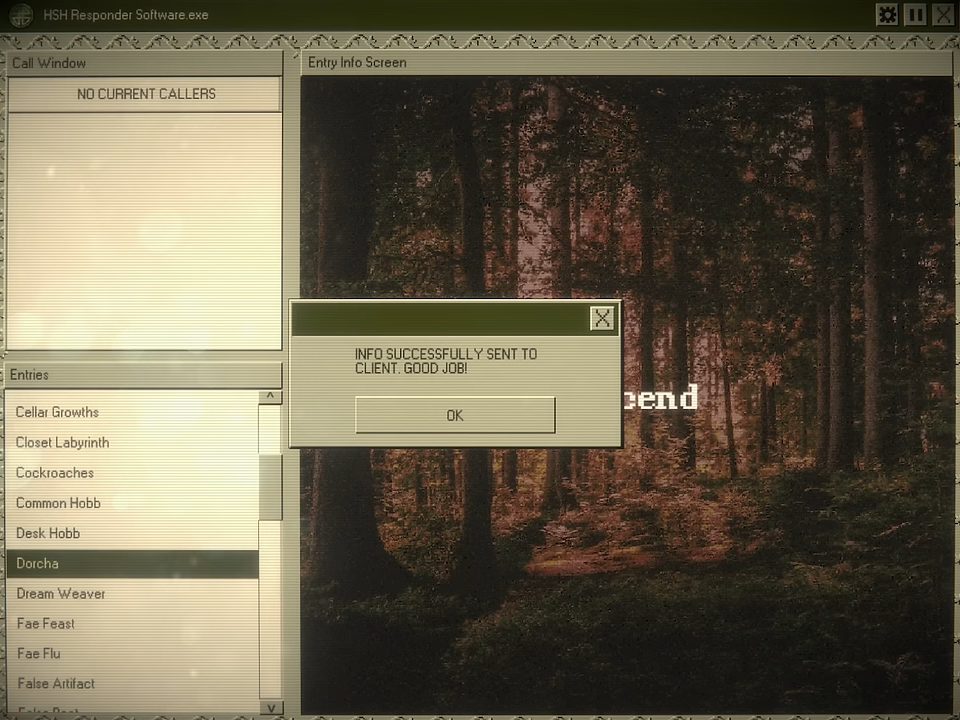 HSH Responder Software.exe
Call Window
Entry Info Screen
NO CURRENT CALLERS
INFO SUCCESSFULLY SENT TO
CLIENT. GOOD JOB!
OK
Entries
Cellar Growths
Closet Labyrinth
Cockroaches
Common Hobb
Desk Hobb
Dorcha
Dream Weaver
Fae Feast
Fae Flu
False Artifact